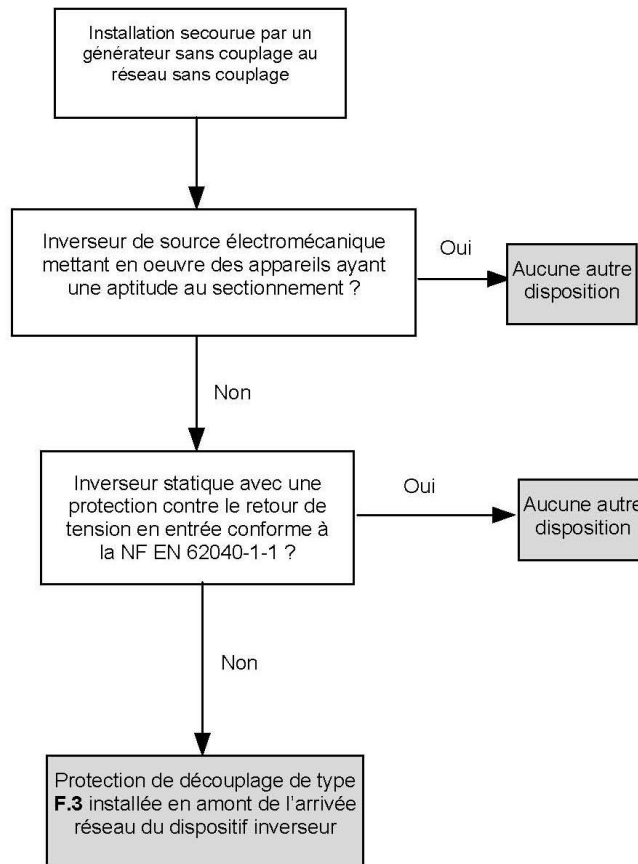 Installation secourue par un
générateur sans couplage au
réseau sans couplage
Inverseur de source électromécanique
mettant en oeuvre des appareils ayant
une aptitude au sectionnement ?
Oui
Aucune autre
disposition
Non
Inverseur statique avec une
protection contre le retour de
tension en entrée conforme à
la NF EN 62040-1-1 ?
Oui
Aucune autre
disposition
Non
Protection de découplage de type
F.3 installée en amont de l'arrivée
réseau du dispositif inverseur